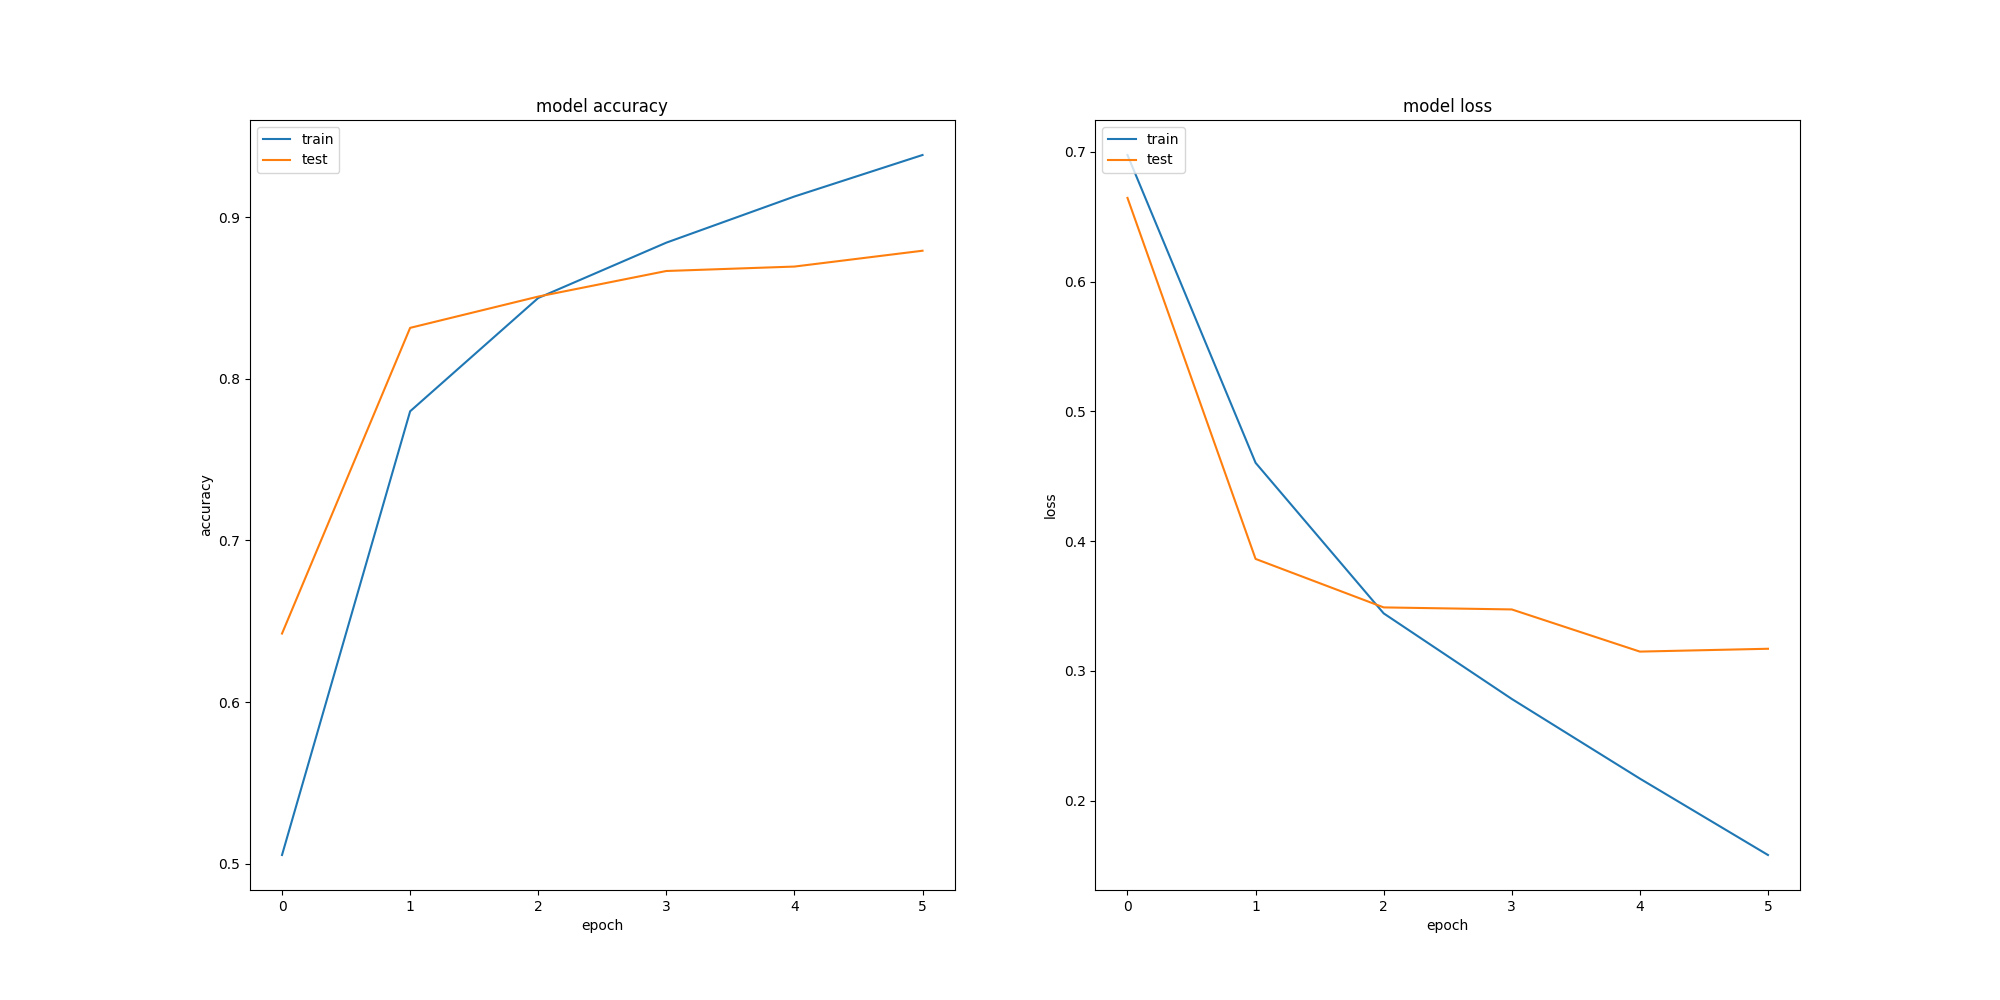 model accuracy
train
test
0.9
0.8
0.7
0.6
0.5
accuracy
0 1 2 3 4 5
epoch
model loss
train
test
0.7
0.6
0.5
0.4
0.3
0.2
loss
0 1 2 3 4 5
epoch